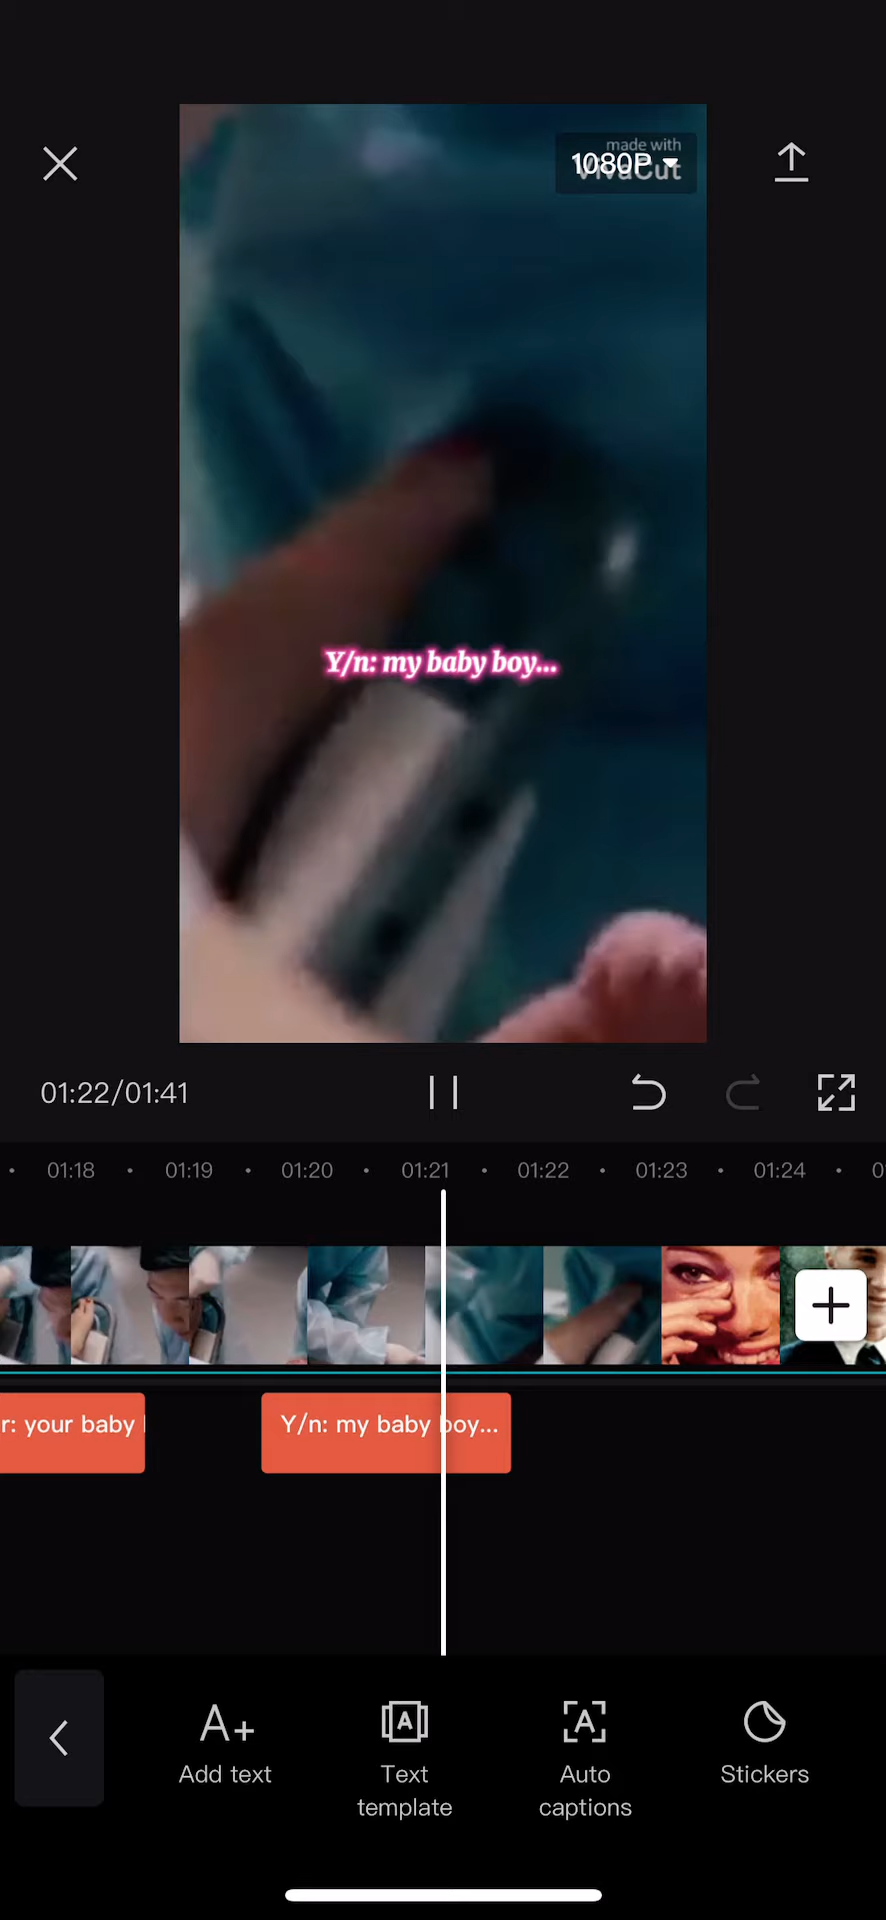 made with
VivaCut
1080P
Y/n: my baby boy...
01:22/01:41
01:18
01:19
01:20
01:21
01:22
01:23
01:24
r: your baby
Y/n: my baby boy...
A+
A
A
Add text
Text
template
Auto
captions
Stickers